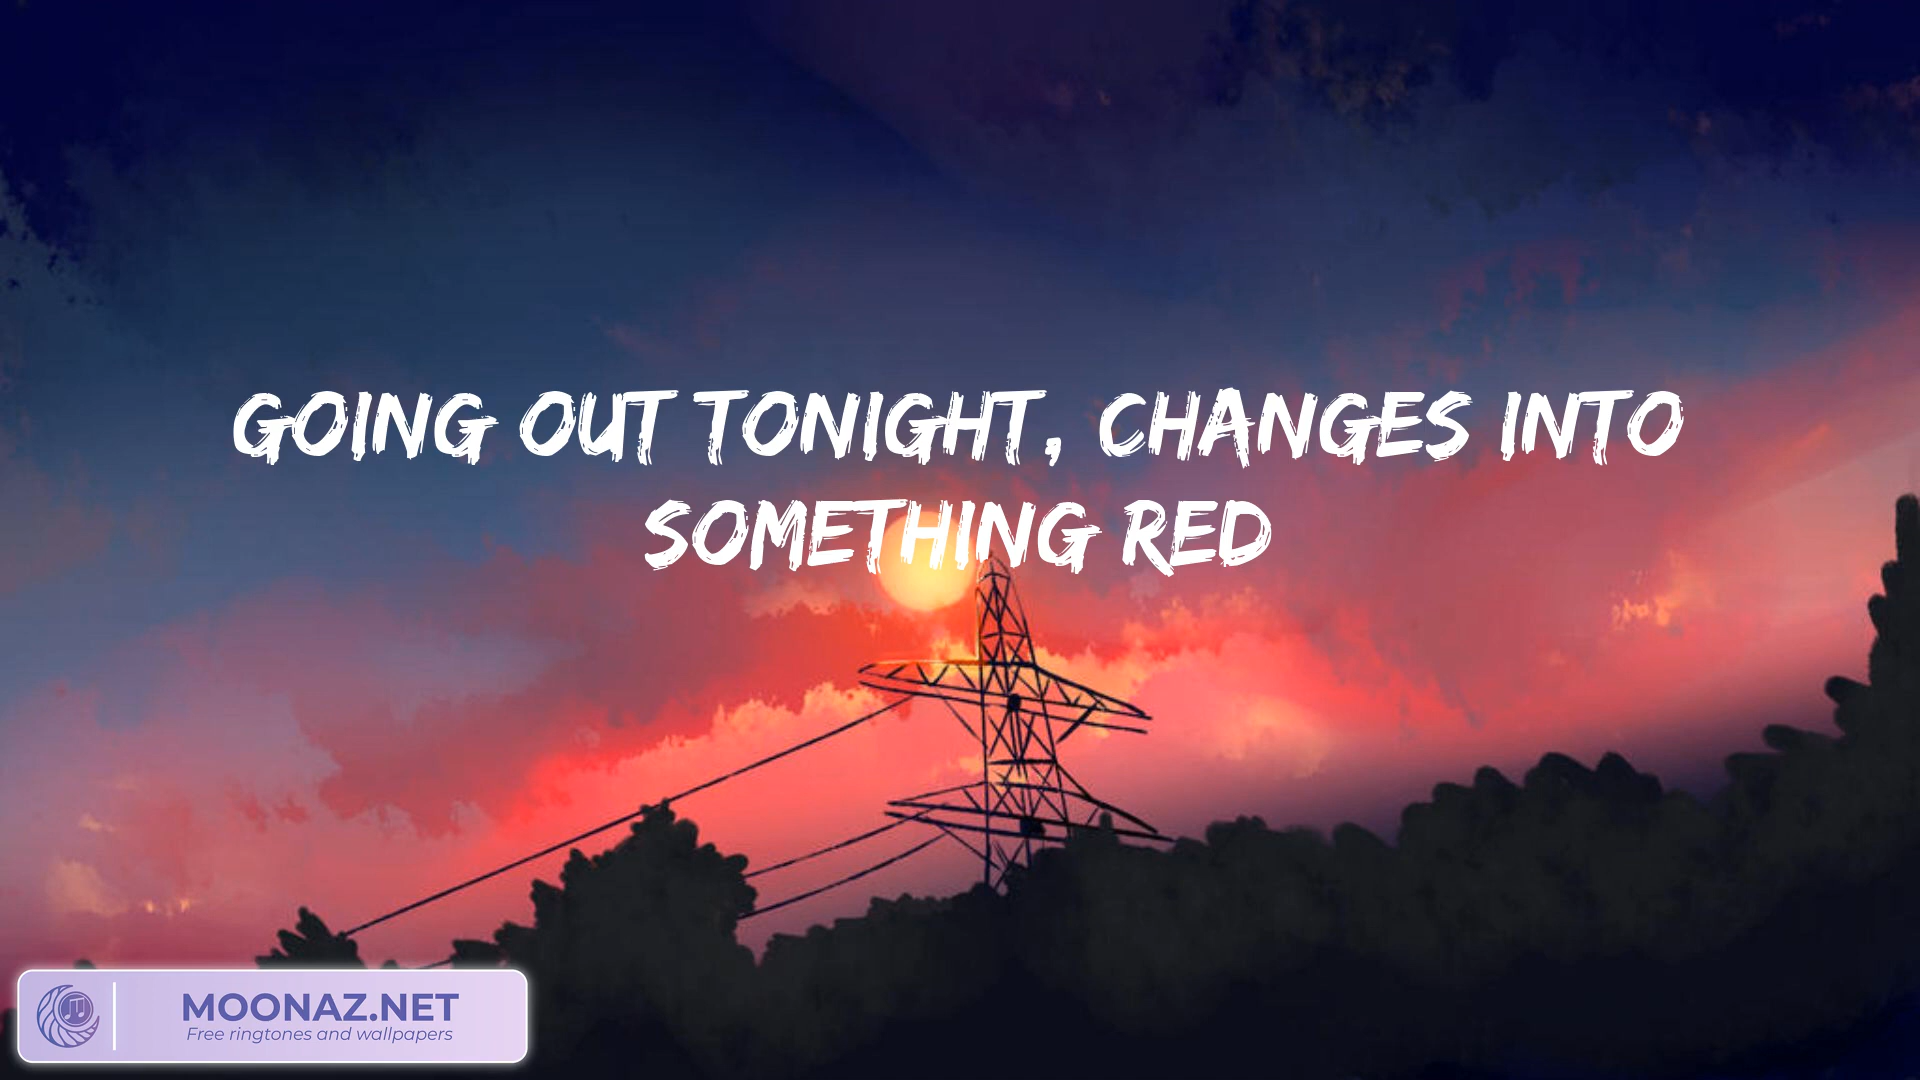 GOING OUT TONIGHT, CHANGES INTO
SOMETHING RED
MOONAZ.NET
Free ringtones and wallpapers